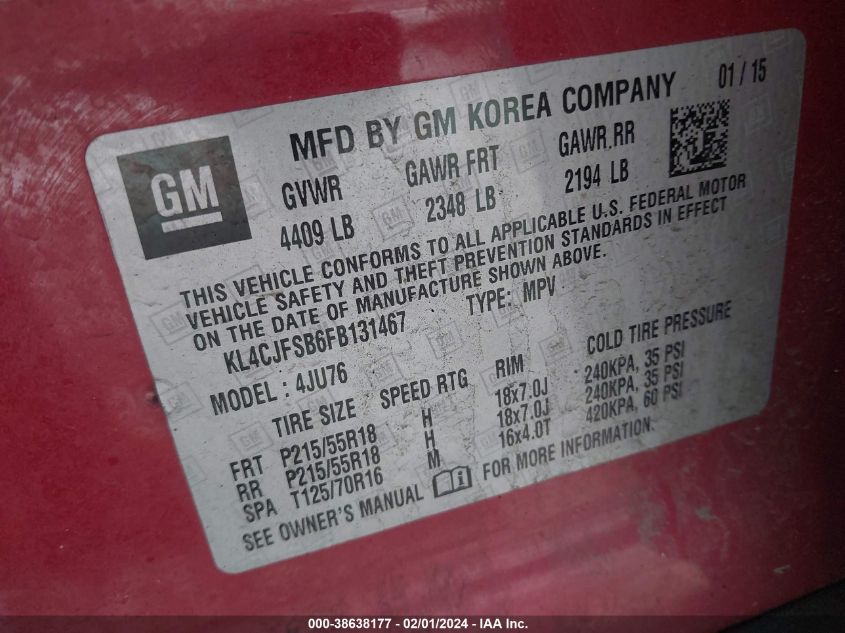 MFD BY GM KOREA COMPANY 01 / 15
GM
GVWR GAWR FRT GAWR RR
4409 LB 2348 LB 2194 LB
THIS VEHICLE CONFORMS TO ALL APPLICABLE U.S. FEDERAL MOTOR
VEHICLE SAFETY AND THEFT PREVENTION STANDARDS IN EFFECT
ON THE DATE OF MANUFACTURE SHOWN ABOVE.
KL4CJFSB6FB131467 TYPE: MPV
MODEL : 4JU76
TIRE SIZE SPEED RTG RIM COLD TIRE PRESSURE
FRT P215/55R18 H 18x7.0J 240KPA, 35 PSI
RR P215/55R18 H 18x7.0J 240KPA, 35 PSI
SPA T125/70R16 M 16x4.0T 420KPA, 60 PSI
SEE OWNER'S MANUAL FOR MORE INFORMATION.
000-38638177 - 02/01/2024 - IAA Inc.